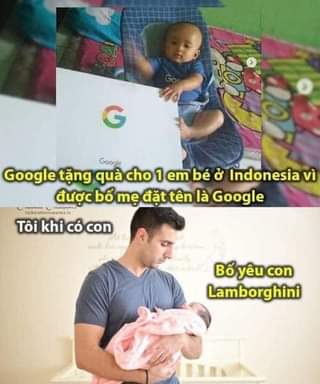 Google
Google tặng quà cho 1 em bé ở Indonesia vì
được bố mẹ đặt tên là Google
Tôi khi có con
Bố yêu con
Lamborghini